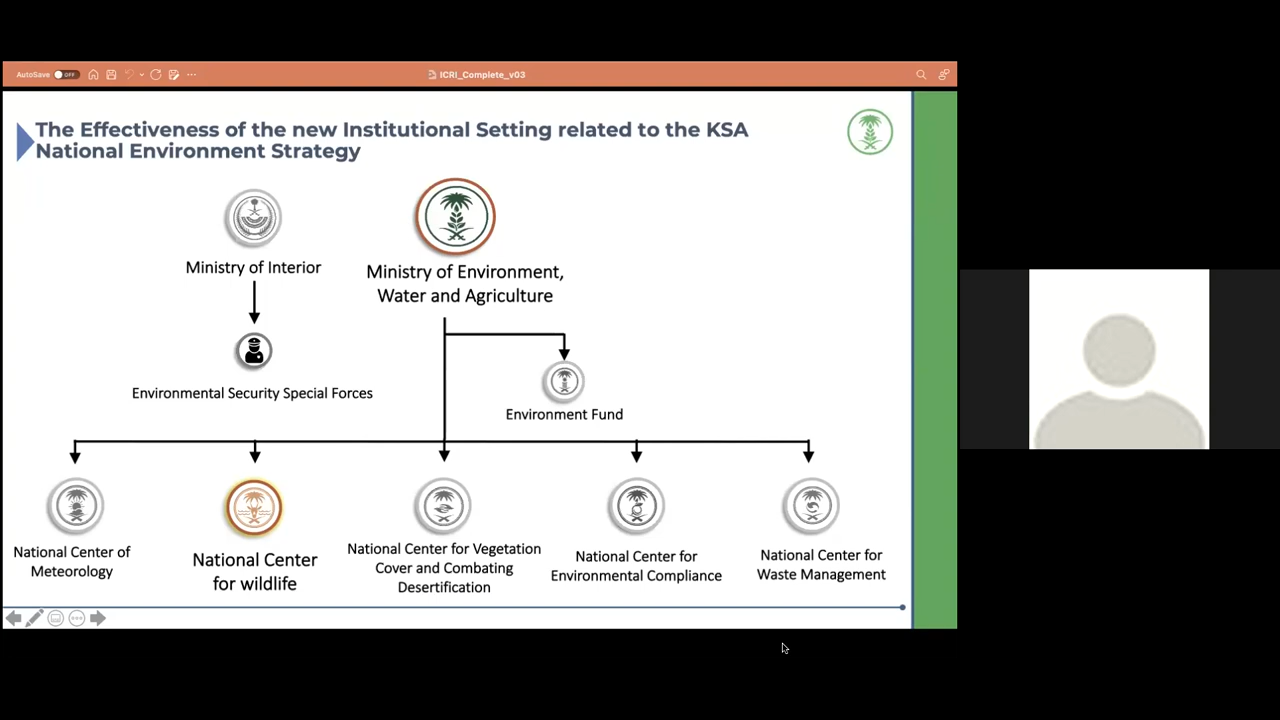 AutoSave OFF
ICRI_Complete_v03
The Effectiveness of the new Institutional Setting related to the KSA
National Environment Strategy
Ministry of Interior
Ministry of Environment,
Water and Agriculture
Environmental Security Special Forces
Environment Fund
National Center of
Meteorology
National Center
for wildlife
National Center for Vegetation
Cover and Combating
Desertification
National Center for
Environmental Compliance
National Center for
Waste Management